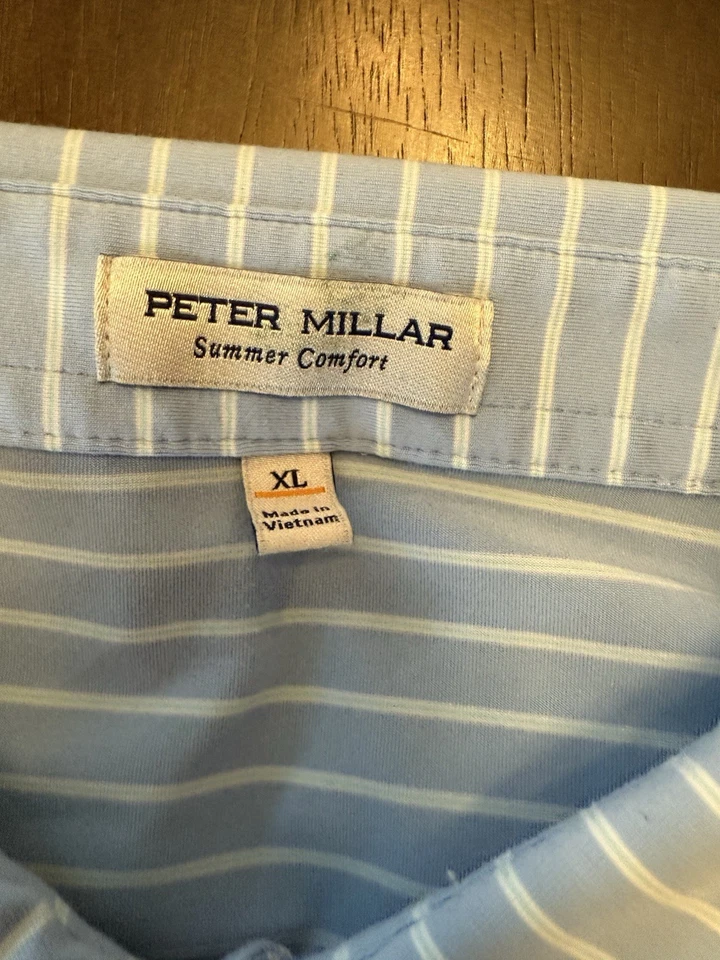 PETER MILLAR
Summer Comfort
XL
Made in
Vietnam